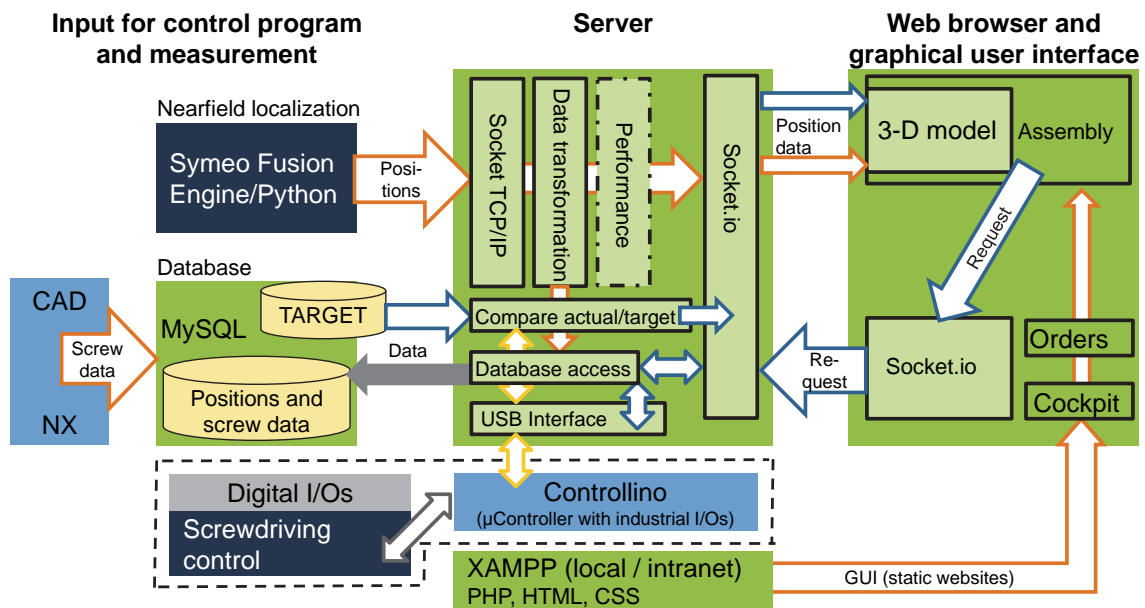 Input for control program
and measurement
Server
Web browser and
graphical user interface
Nearfield localization
Symeo Fusion
Engine/Python
Posi-
tions
Socket TCP/IP
Data transformation
Performance
Socket.io
Position
data
3-D model
Assembly
Request
Database
CAD
NX
Screw
data
MySQL
TARGET
Positions and
screw data
Data
Compare actual/target
Database access
USB Interface
Re-
quest
Socket.io
Orders
Cockpit
Digital I/Os
Screwdriving
control
Controllino
(µController with industrial I/Os)
XAMPP (local / intranet)
PHP, HTML, CSS
GUI (static websites)